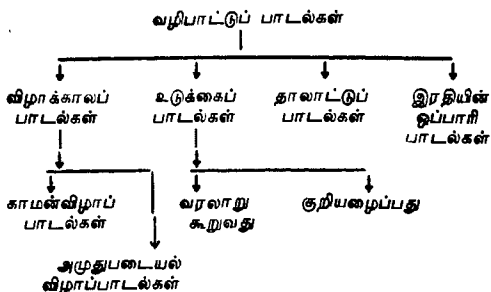 வழிபாட்டுப் பாடல்கள்
விழாக்காலப் பாடல்கள்
உடுக்கைப் பாடல்கள்
தாலாட்டுப் பாடல்கள்
இரதியின் ஒப்பாரி பாடல்கள்
காமன்விழாப் பாடல்கள்
அமுதுபடையல் விழாப்பாடல்கள்
வரலாறு கூறுவது
குறியழைப்பது